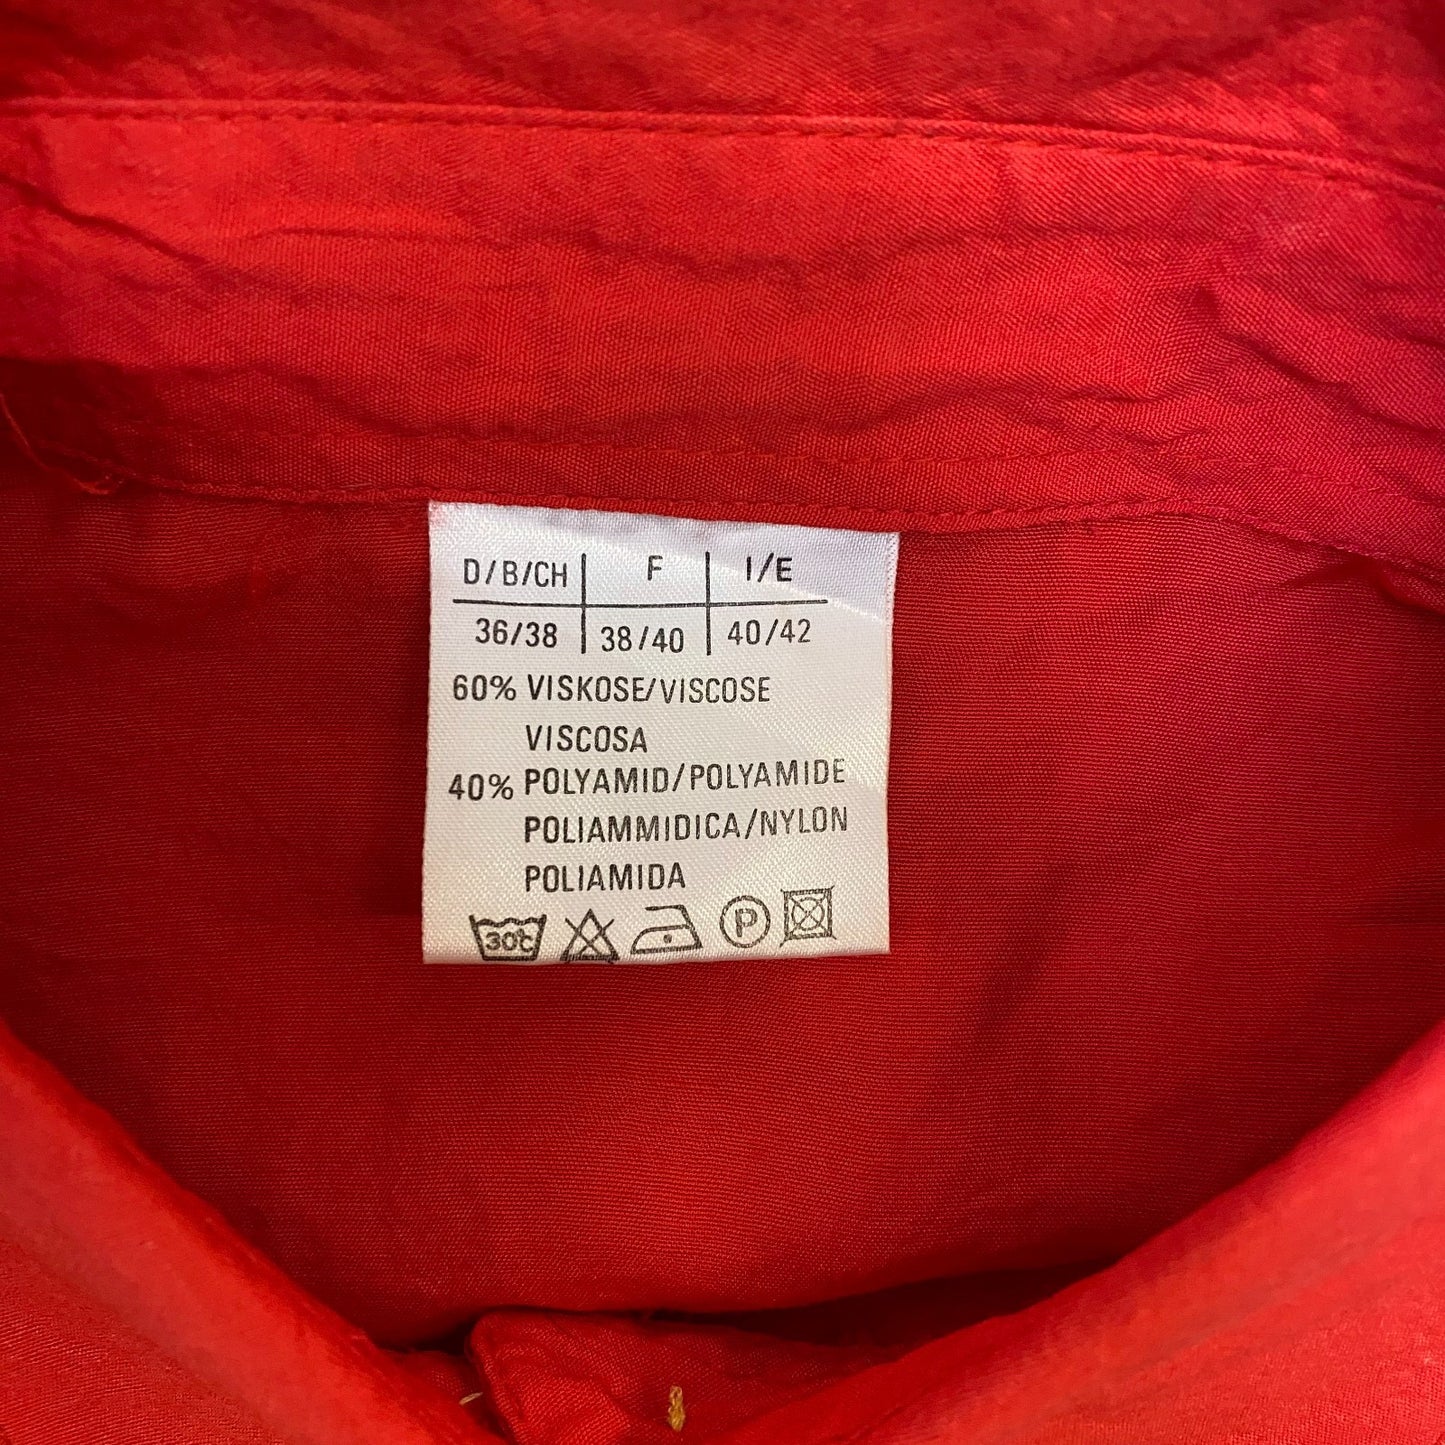 D/B/CH | F | I/E
36/38 | 38/40 | 40/42
60% VISKOSE/VISCOSE
VISCOSA
40% POLYAMID/POLYAMIDE
POLIAMMIDICA/NYLON
POLIAMIDA
30°C P